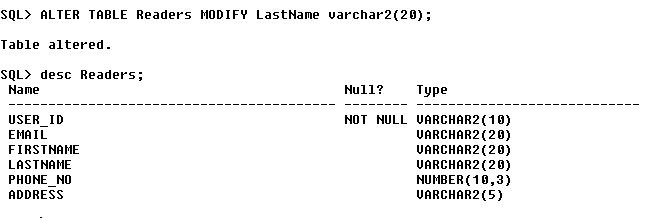 SQL> ALTER TABLE Readers MODIFY LastName varchar2(20);
Table altered.
SQL> desc Readers;
Name Null? Type
----------------------------------------- -------- ----------------------------
USER_ID NOT NULL VARCHAR2(10)
EMAIL VARCHAR2(20)
FIRSTNAME VARCHAR2(20)
LASTNAME VARCHAR2(20)
PHONE_NO NUMBER(10,3)
ADDRESS VARCHAR2(5)